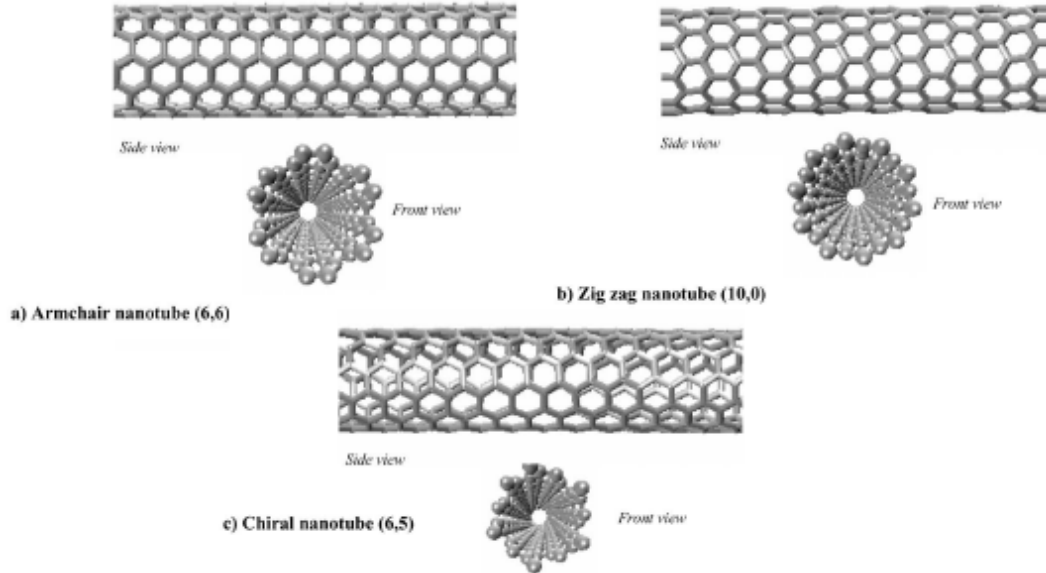 Side view
Front view
a) Armchair nanotube (6,6)
Side view
Front view
b) Zig zag nanotube (10,0)
Side view
Front view
c) Chiral nanotube (6,5)